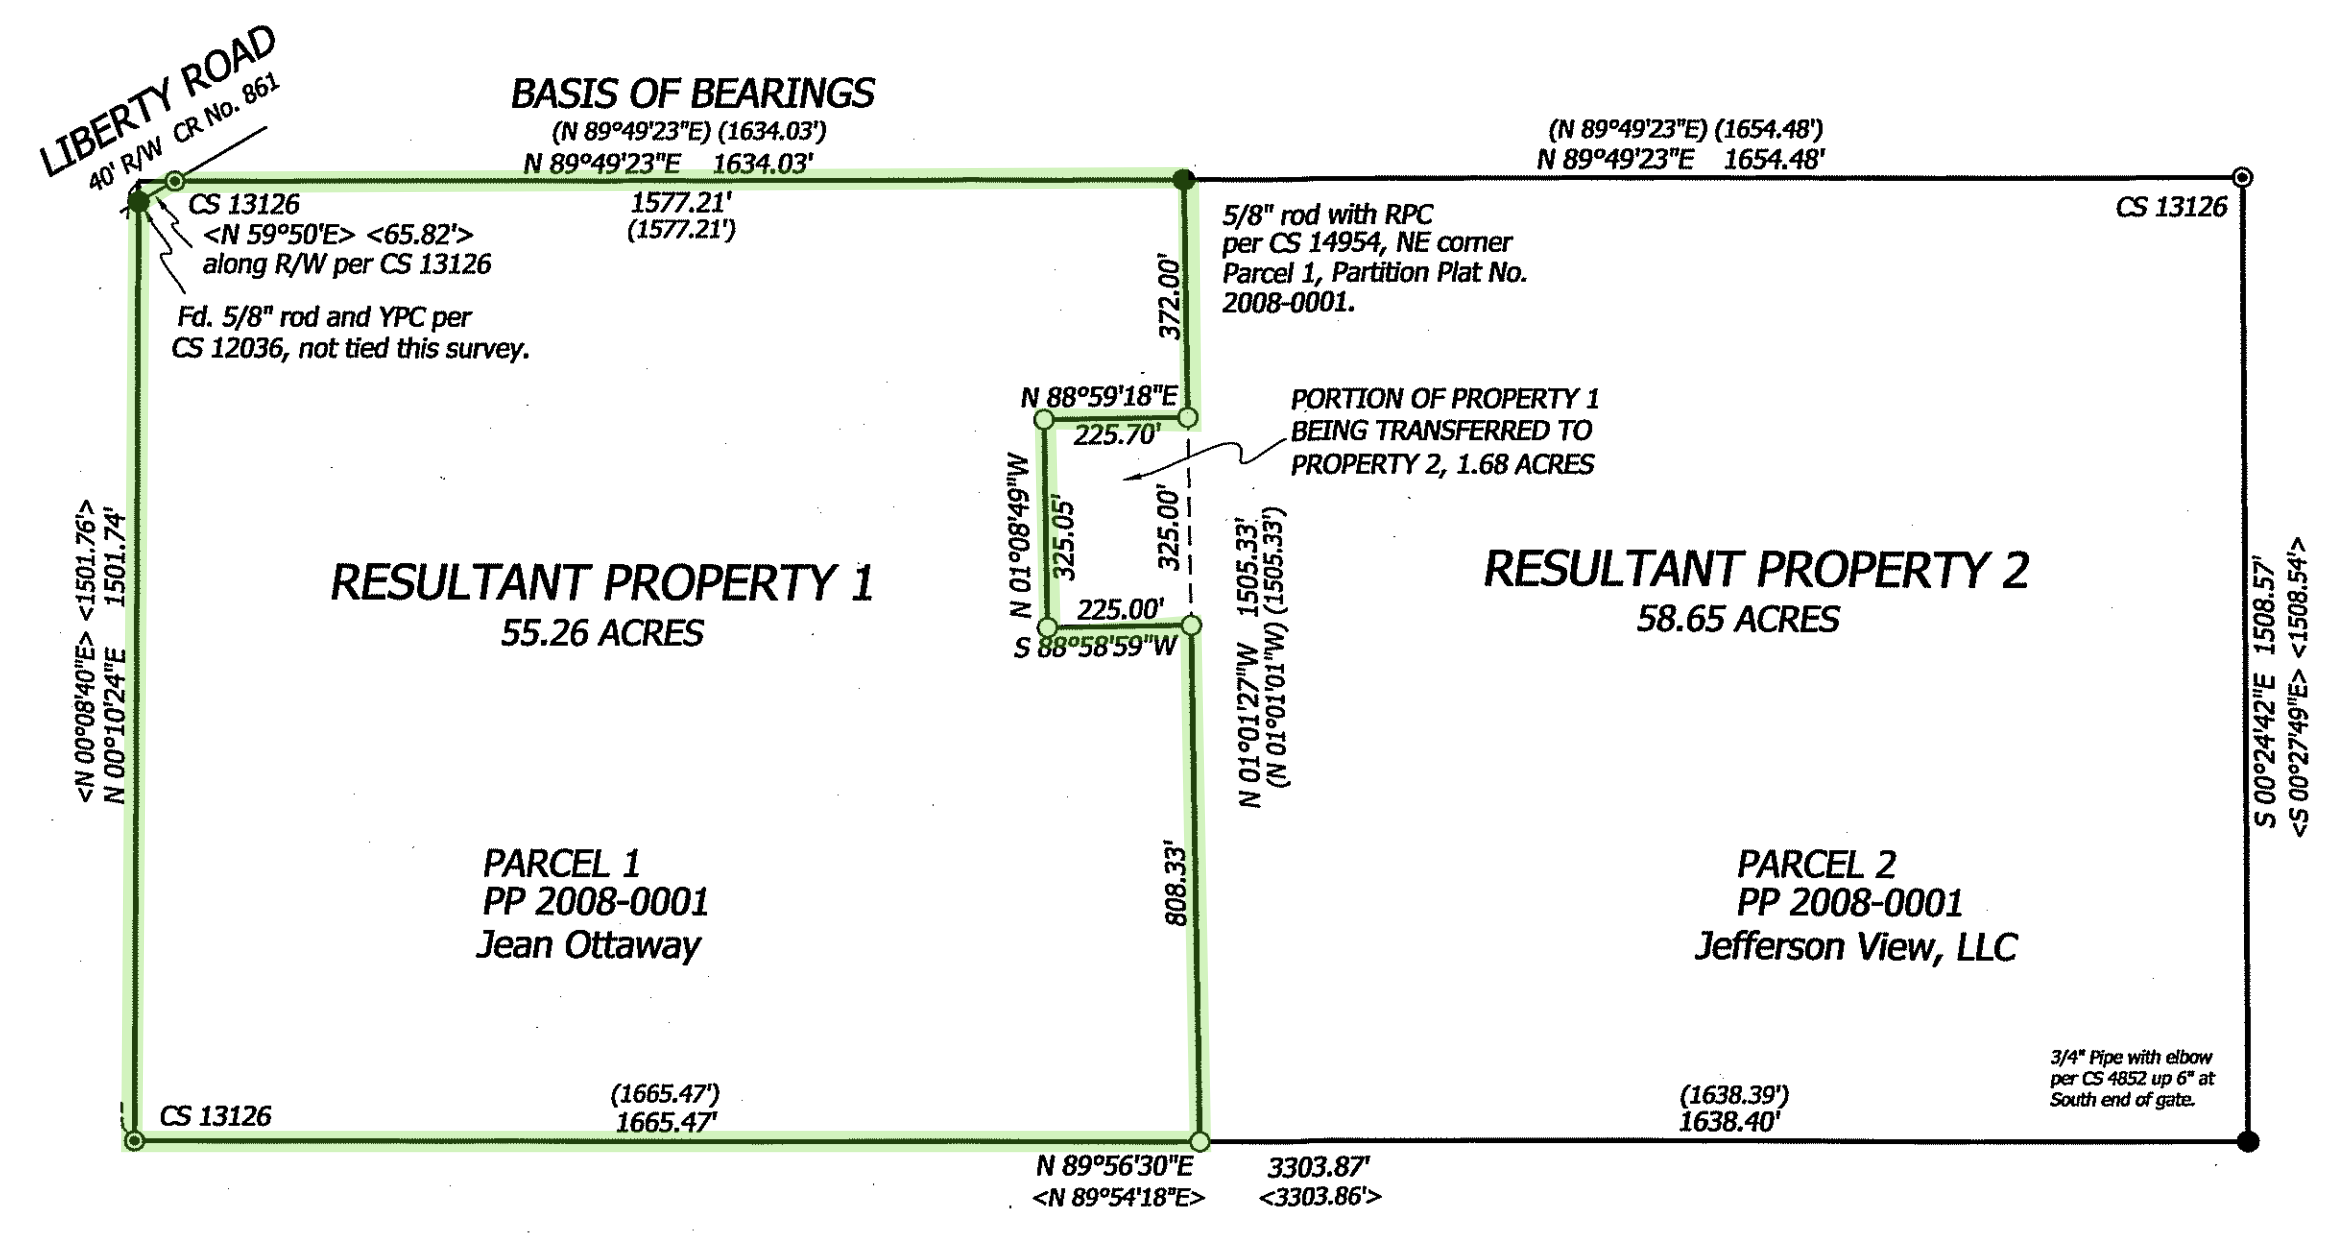 LIBERTY ROAD
40' R/W CR No. 861
BASIS OF BEARINGS
(N 89°49'23"E) (1634.03')
N 89°49'23"E 1634.03'
1577.21'
(1577.21')
(N 89°49'23"E) (1654.48')
N 89°49'23"E 1654.48'
CS 13126
<N 59°50'E> <65.82'>
along R/W per CS 13126
Fd. 5/8" rod and YPC per
CS 12036, not tied this survey.
CS 13126
5/8" rod with RPC
per CS 14954, NE corner
Parcel 1, Partition Plat No.
2008-0001.
372.00'
N 88°59'18"E
225.70'
PORTION OF PROPERTY 1
BEING TRANSFERRED TO
PROPERTY 2, 1.68 ACRES
N 01°08'49"W
325.05'
325.00'
225.00'
S 88°58'59"W
<N 00°08'40"E> <1501.76'>
N 00°10'24"E 1501.74'
RESULTANT PROPERTY 1
55.26 ACRES
N 01°01'27"W 1505.33'
(N 01°01'01"W) (1505.33')
RESULTANT PROPERTY 2
58.65 ACRES
S 00°24'42"E 1508.57'
<S 00°27'49"E> <1508.54'>
808.33'
PARCEL 1
PP 2008-0001
Jean Ottaway
PARCEL 2
PP 2008-0001
Jefferson View, LLC
3/4" Pipe with elbow
per CS 4852 up 6" at
South end of gate.
CS 13126
(1665.47')
1665.47'
(1638.39')
1638.40'
N 89°56'30"E 3303.87'
<N 89°54'18"E> <3303.86'>